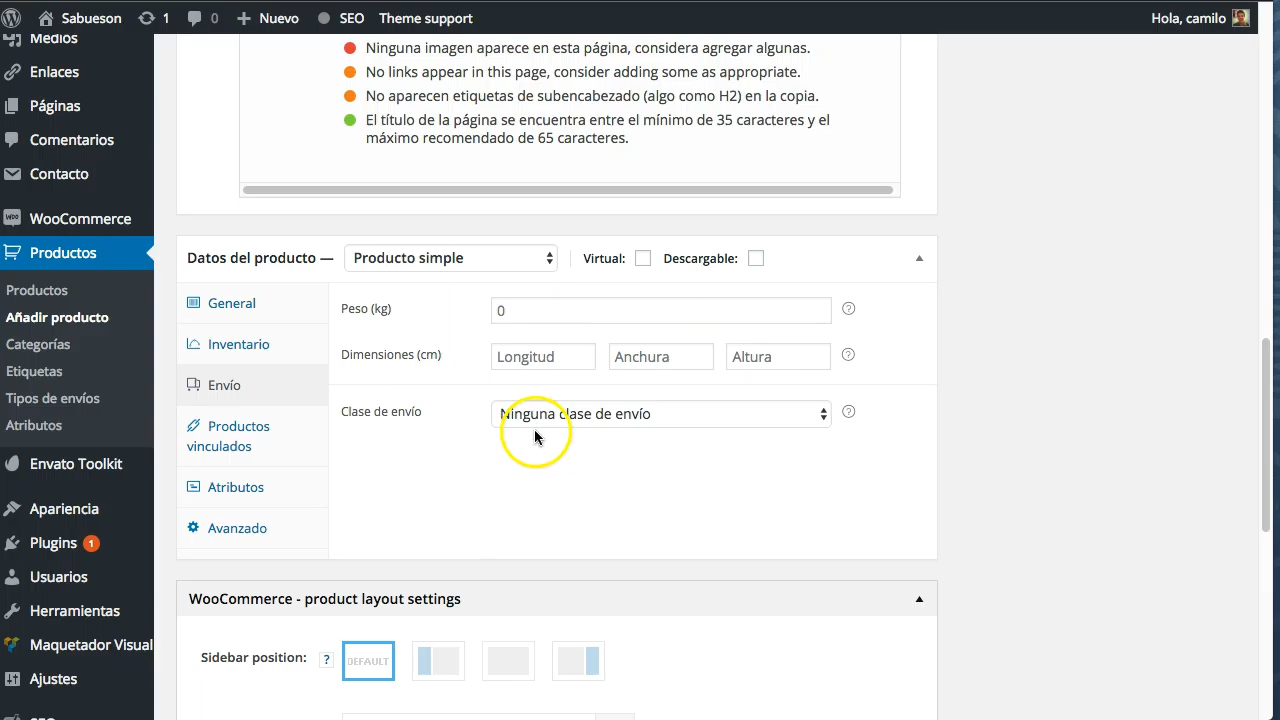 Sabueson
1
0
Nuevo
SEO
Theme support
Hola, camilo
Medios
Enlaces
Páginas
Comentarios
Contacto
WooCommerce
Productos
Productos
Añadir producto
Categorías
Etiquetas
Tipos de envíos
Atributos
Envato Toolkit
Apariencia
Plugins 1
Usuarios
Herramientas
Maquetador Visual
Ajustes
Ninguna imagen aparece en esta página, considera agregar algunas.
No links appear in this page, consider adding some as appropriate.
No aparecen etiquetas de subencabezado (algo como H2) en la copia.
El título de la página se encuentra entre el mínimo de 35 caracteres y el
máximo recomendado de 65 caracteres.
Datos del producto —
Producto simple
Virtual:
Descargable:
General
Inventario
Envío
Productos
vinculados
Atributos
Avanzado
Peso (kg)
0
?
Dimensiones (cm)
Longitud
Anchura
Altura
?
Clase de envío
Ninguna clase de envío
?
WooCommerce - product layout settings
Sidebar position:
?
DEFAULT